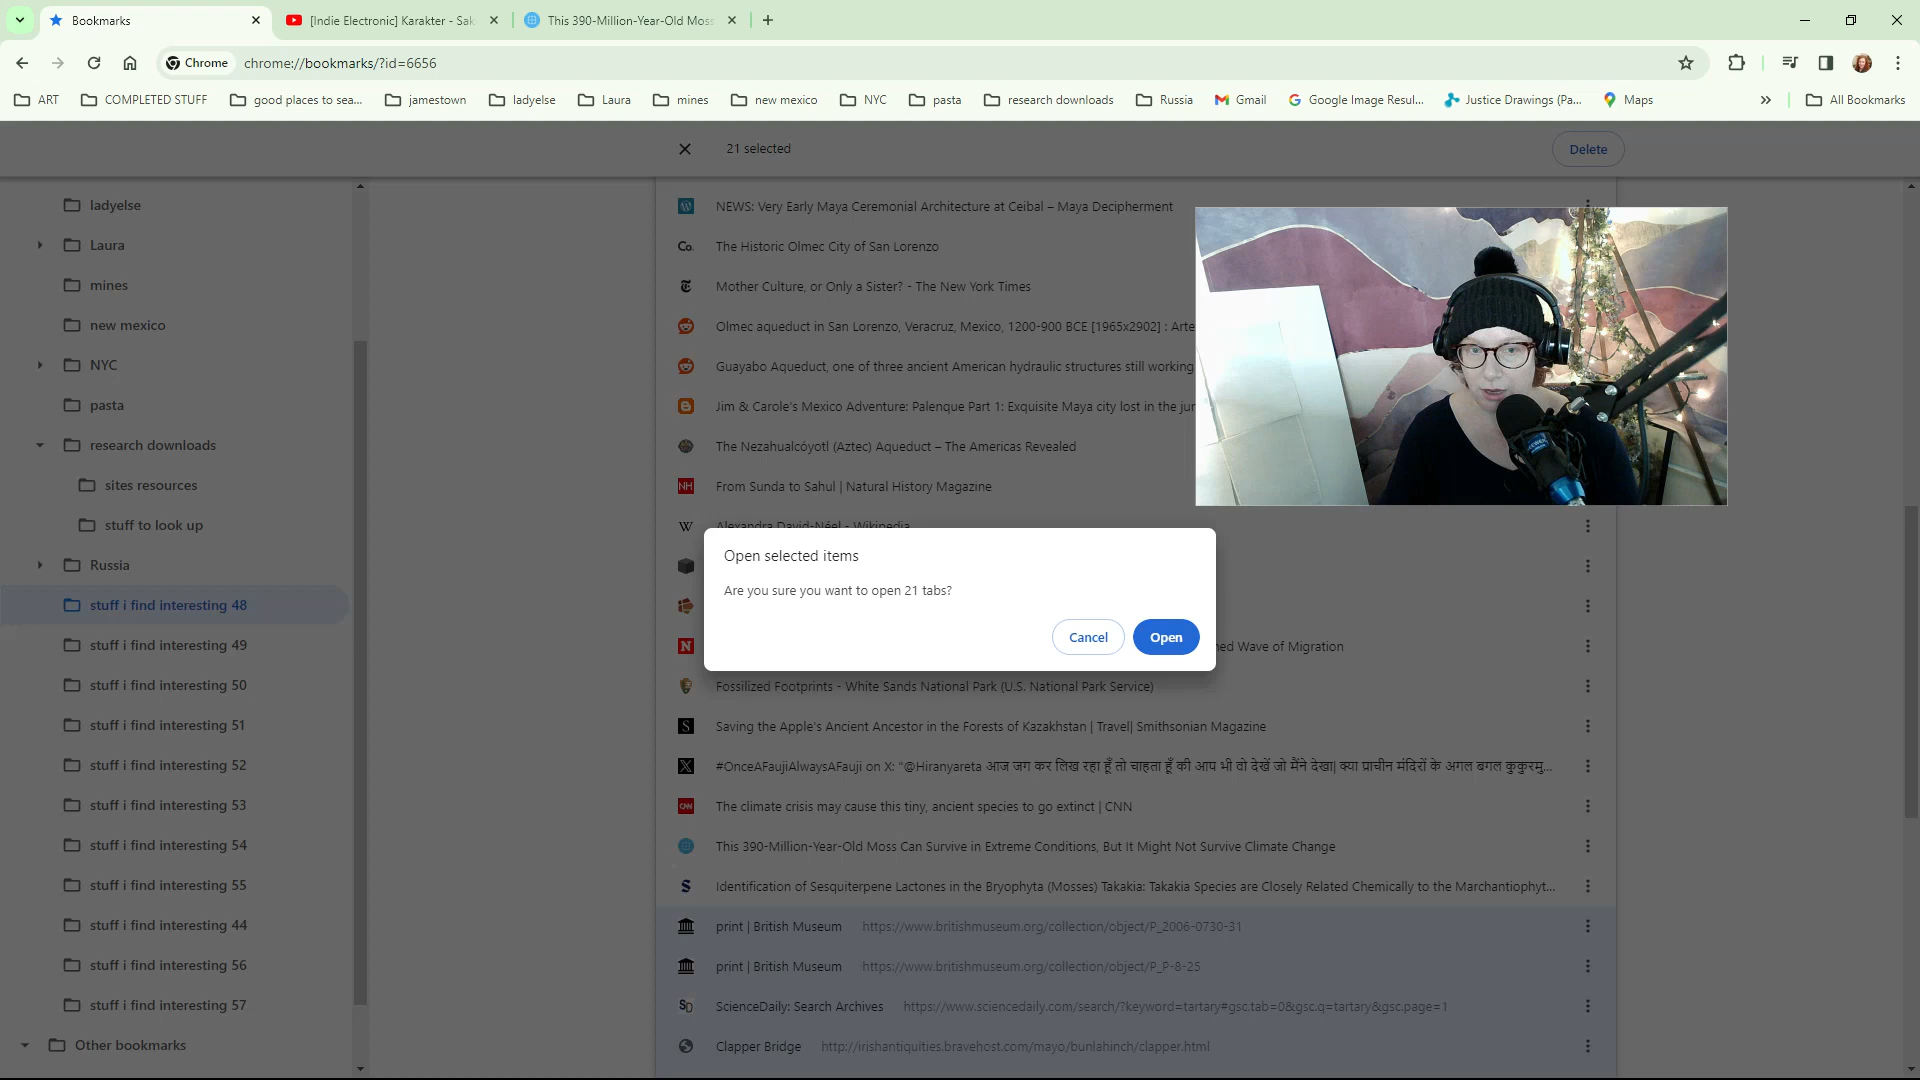 Bookmarks
[Indie Electronic] Karakter - Sak
This 390-Million-Year-Old Moss
Chrome
chrome://bookmarks/?id=6656
ART
COMPLETED STUFF
good places to sea...
jamestown
ladyelse
Laura
mines
new mexico
NYC
pasta
research downloads
Russia
Gmail
Google Image Resul...
Justice Drawings (Pa...
Maps
All Bookmarks
21 selected
Delete
ladyelse
Laura
mines
new mexico
NYC
pasta
research downloads
sites resources
stuff to look up
Russia
stuff i find interesting 48
stuff i find interesting 49
stuff i find interesting 50
stuff i find interesting 51
stuff i find interesting 52
stuff i find interesting 53
stuff i find interesting 54
stuff i find interesting 55
stuff i find interesting 44
stuff i find interesting 56
stuff i find interesting 57
Other bookmarks
NEWS: Very Early Maya Ceremonial Architecture at Ceibal – Maya Decipherment
Co. The Historic Olmec City of San Lorenzo
Mother Culture, or Only a Sister? - The New York Times
Olmec aqueduct in San Lorenzo, Veracruz, Mexico, 1200-900 BCE [1965x2902] : Arte
Guayabo Aqueduct, one of three ancient American hydraulic structures still working
Jim & Carole's Mexico Adventure: Palenque Part 1: Exquisite Maya city lost in the jun
The Nezahualcóyotl (Aztec) Aqueduct – The Americas Revealed
NH From Sunda to Sahul | Natural History Magazine
W Alexandra David-Néel - Wikipedia
Open selected items
Are you sure you want to open 21 tabs?
Cancel
Open
N
ned Wave of Migration
Fossilized Footprints - White Sands National Park (U.S. National Park Service)
S Saving the Apple's Ancient Ancestor in the Forests of Kazakhstan | Travel| Smithsonian Magazine
X #OnceAFaujiAlwaysAFauji on X: "@Hiranyareta आज जग कर लिख रहा हूँ तो चाहता हूँ की आप भी वो देखें जो मैंने देखा| क्या प्राचीन मंदिरों के अगल बगल कुकुरमु...
CNN The climate crisis may cause this tiny, ancient species to go extinct | CNN
This 390-Million-Year-Old Moss Can Survive in Extreme Conditions, But It Might Not Survive Climate Change
S Identification of Sesquiterpene Lactones in the Bryophyta (Mosses) Takakia: Takakia Species are Closely Related Chemically to the Marchantiophyt...
print | British Museum https://www.britishmuseum.org/collection/object/P_2006-0730-31
print | British Museum https://www.britishmuseum.org/collection/object/P_P-8-25
SD ScienceDaily: Search Archives https://www.sciencedaily.com/search/?keyword=tartary#gsc.tab=0&gsc.q=tartary&gsc.page=1
Clapper Bridge http://irishantiquities.bravehost.com/mayo/bunlahinch/clapper.html